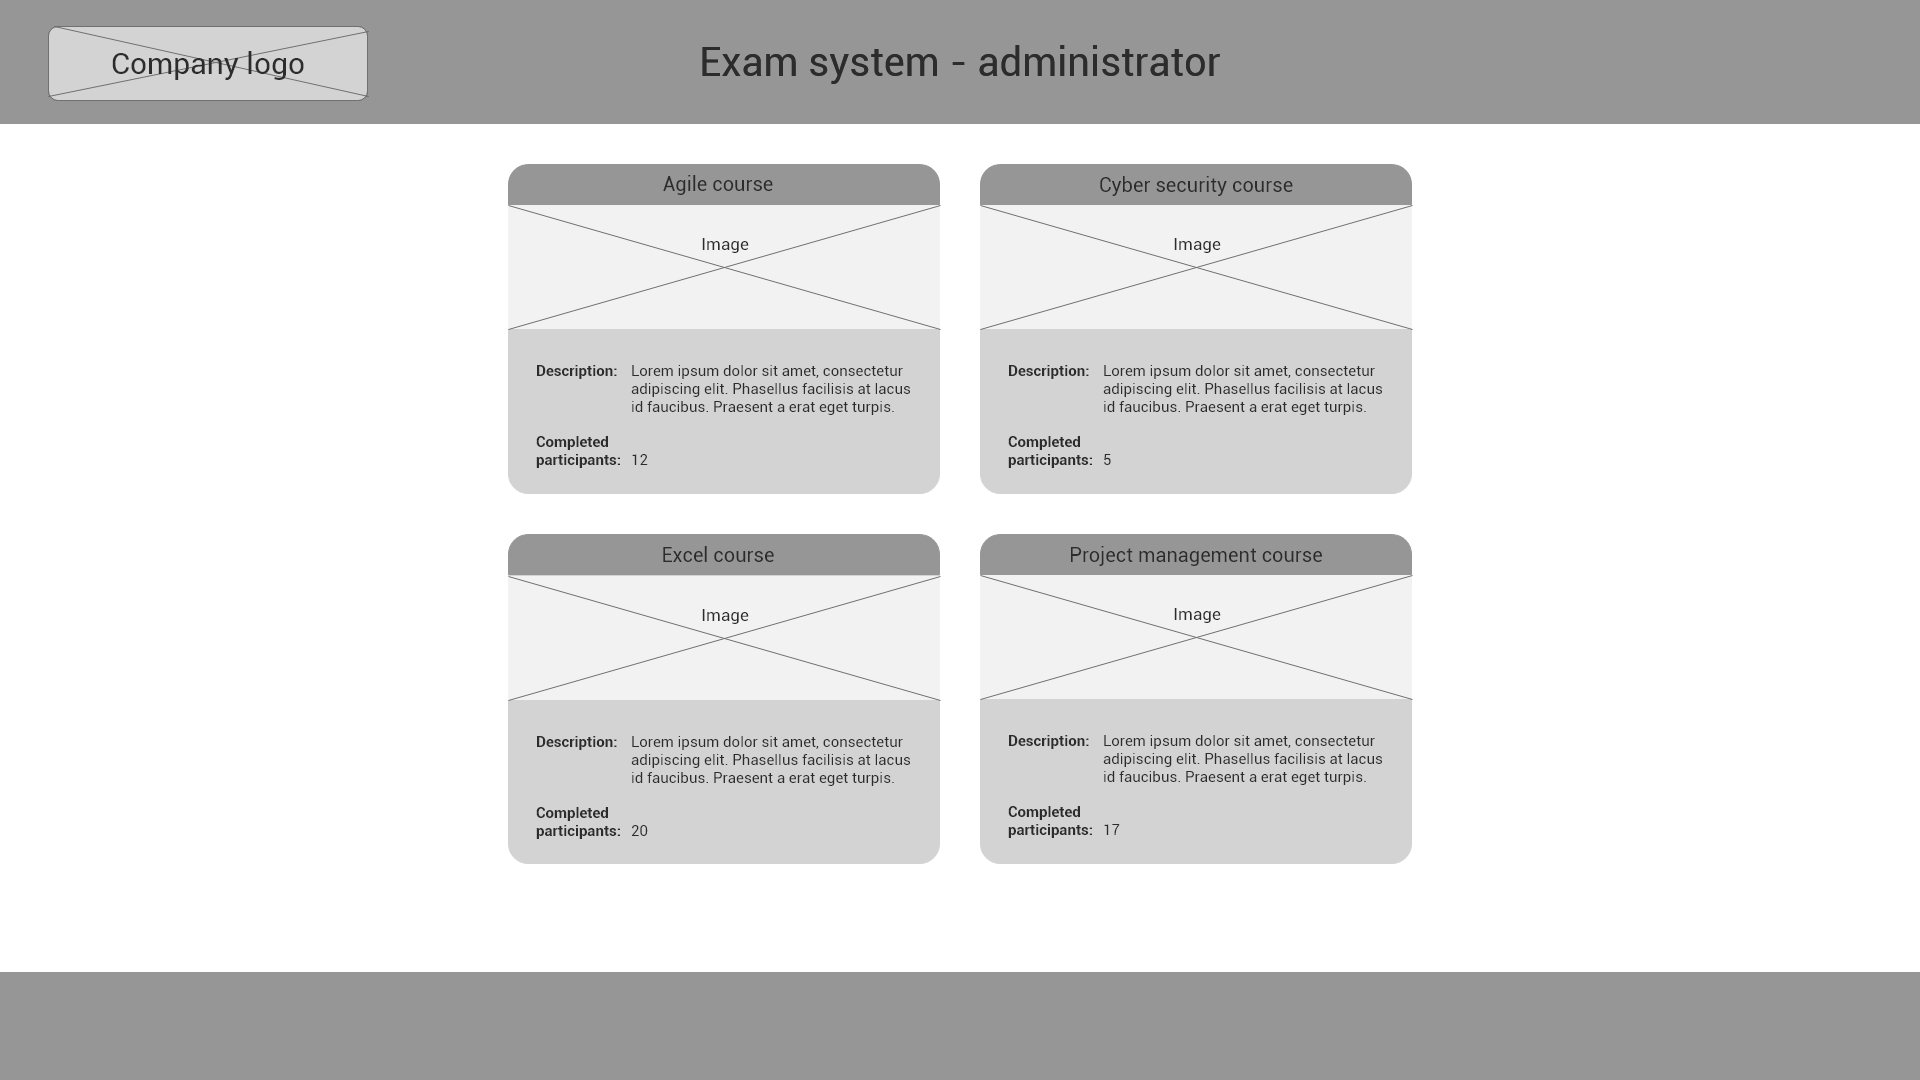 Company logo
Exam system - administrator
Agile course
Image
Description: Lorem ipsum dolor sit amet, consectetur
adipiscing elit. Phasellus facilisis at lacus
id faucibus. Praesent a erat eget turpis.
Completed
participants: 12
Cyber security course
Image
Description: Lorem ipsum dolor sit amet, consectetur
adipiscing elit. Phasellus facilisis at lacus
id faucibus. Praesent a erat eget turpis.
Completed
participants: 5
Excel course
Image
Description: Lorem ipsum dolor sit amet, consectetur
adipiscing elit. Phasellus facilisis at lacus
id faucibus. Praesent a erat eget turpis.
Completed
participants: 20
Project management course
Image
Description: Lorem ipsum dolor sit amet, consectetur
adipiscing elit. Phasellus facilisis at lacus
id faucibus. Praesent a erat eget turpis.
Completed
participants: 17